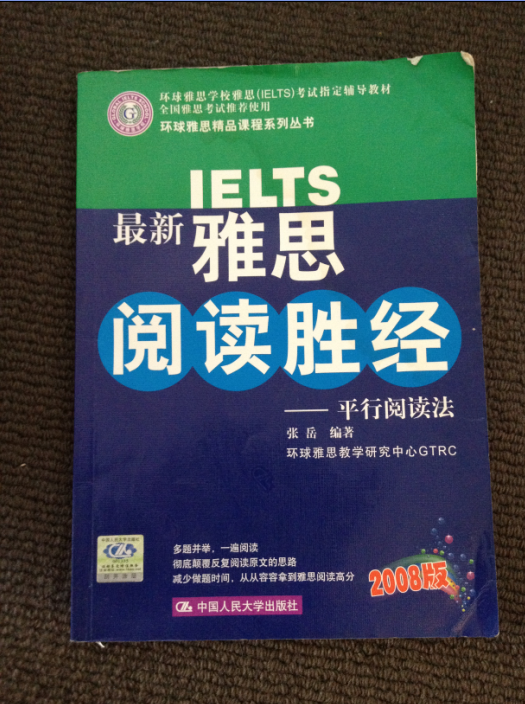 环球雅思学校雅思(IELTS)考试指定辅导教材
全国雅思考试推荐使用
环球雅思精品课程系列丛书
IELTS
最新 雅思
阅读胜经
——平行阅读法
张岳 编著
环球雅思教学研究中心GTRC
多题并举,一遍阅读
彻底颠覆反复阅读原文的思路
减少做题时间,从从容容拿到雅思阅读高分
2008版
中国人民大学出版社